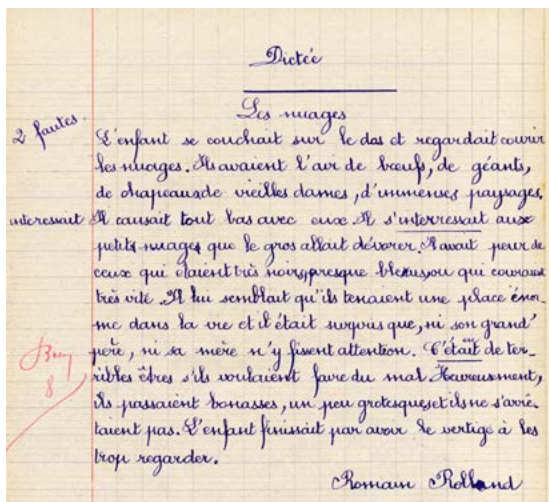 Dictée
Les nuages
2 fautes.
L'enfant se couchait sur le dos et regardait courir
les nuages. Ils avaient l'air de bœufs, de géants,
de chapeaux de vieilles dames, d'immenses paysages.
interessait Il causait tout bas avec eux. Il s'interressait aux
petits nuages que le gros allait dévorer. Il avait peur de
ceux qui étaient très noirs, presque bleus, ou qui couraient
très vite. Il lui semblait qu'ils tenaient une place énor-
me dans la vie et il était surpris que, ni son grand'
père, ni sa mère n'y fissent attention. C'était de ter-
ribles êtres s'ils voulaient faire du mal. Heureusement,
ils passaient bonasses, un peu grotesques et ils ne s'arrê-
taient pas. L'enfant finissait par avoir le vertige à les
trop regarder.
8
Romain Rolland